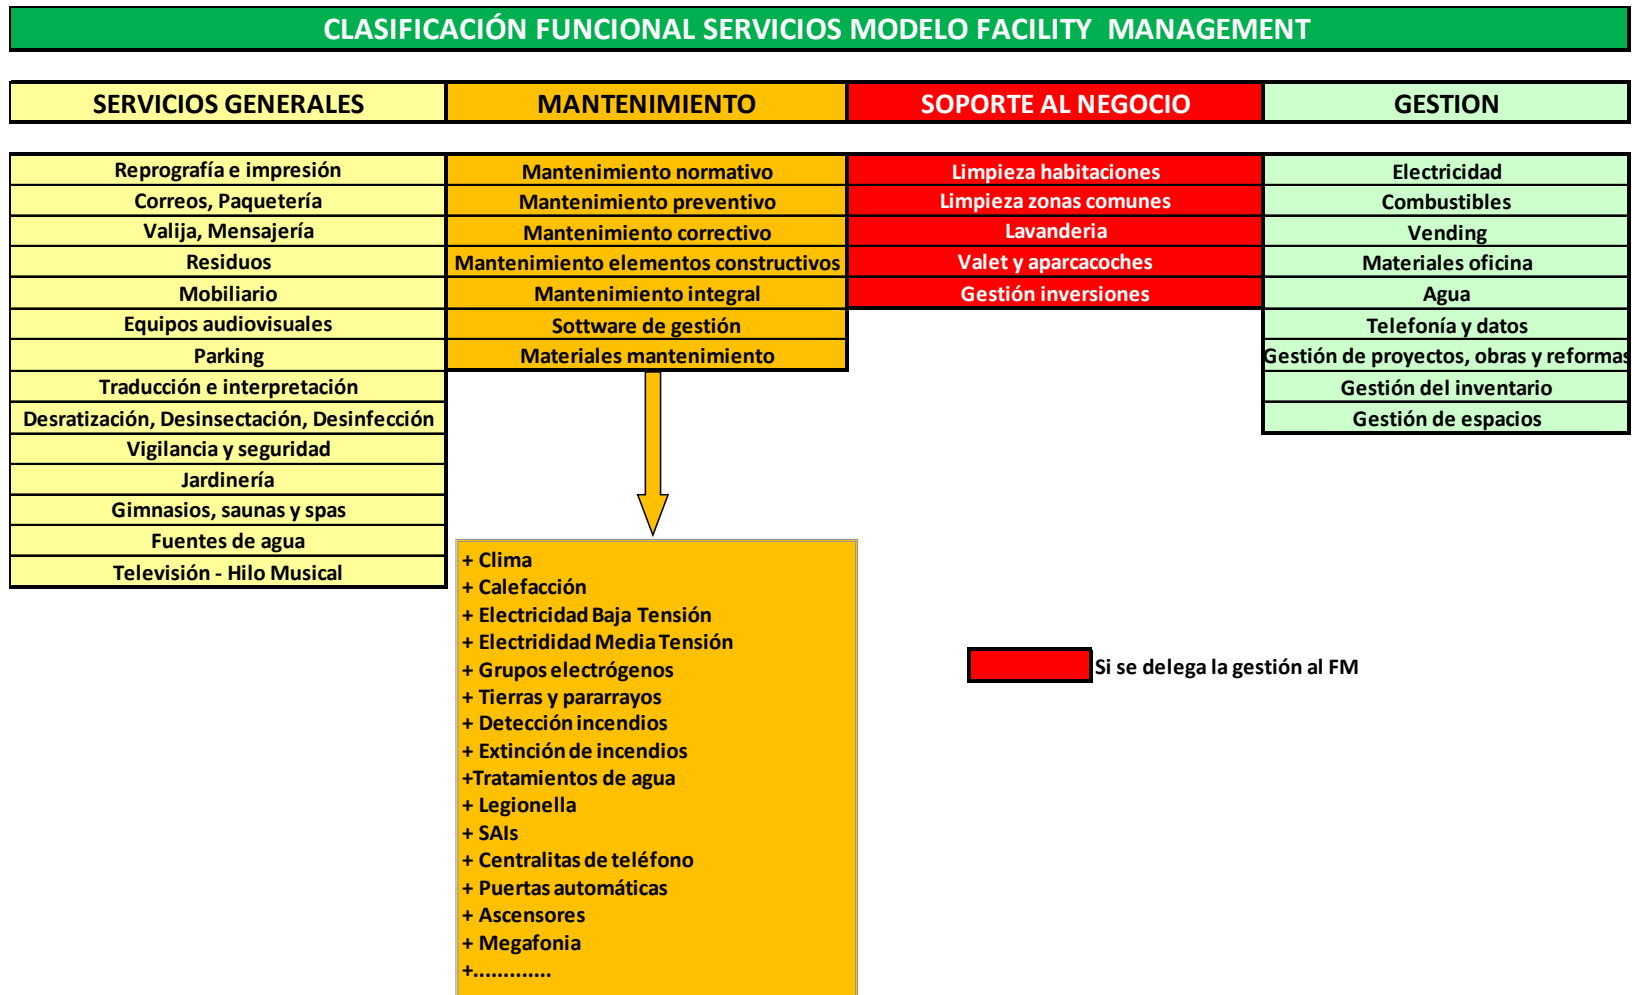 CLASIFICACIÓN FUNCIONAL SERVICIOS MODELO FACILITY MANAGEMENT
SERVICIOS GENERALES
Reprografía e impresión
Correos, Paquetería
Valija, Mensajería
Residuos
Mobiliario
Equipos audiovisuales
Parking
Traducción e interpretación
Desratización, Desinsectación, Desinfección
Vigilancia y seguridad
Jardinería
Gimnasios, saunas y spas
Fuentes de agua
Televisión - Hilo Musical
MANTENIMIENTO
Mantenimiento normativo
Mantenimiento preventivo
Mantenimiento correctivo
Mantenimiento elementos constructivos
Mantenimiento integral
Sottware de gestión
Materiales mantenimiento
+ Clima
+ Calefacción
+ Electricidad Baja Tensión
+ Electrididad Media Tensión
+ Grupos electrógenos
+ Tierras y pararrayos
+ Detección incendios
+ Extinción de incendios
+Tratamientos de agua
+ Legionella
+ SAIs
+ Centralitas de teléfono
+ Puertas automáticas
+ Ascensores
+ Megafonia
+.............
SOPORTE AL NEGOCIO
Limpieza habitaciones
Limpieza zonas comunes
Lavanderia
Valet y aparcacoches
Gestión inversiones
GESTION
Electricidad
Combustibles
Vending
Materiales oficina
Agua
Telefonía y datos
Gestión de proyectos, obras y reformas
Gestión del inventario
Gestión de espacios
Si se delega la gestión al FM